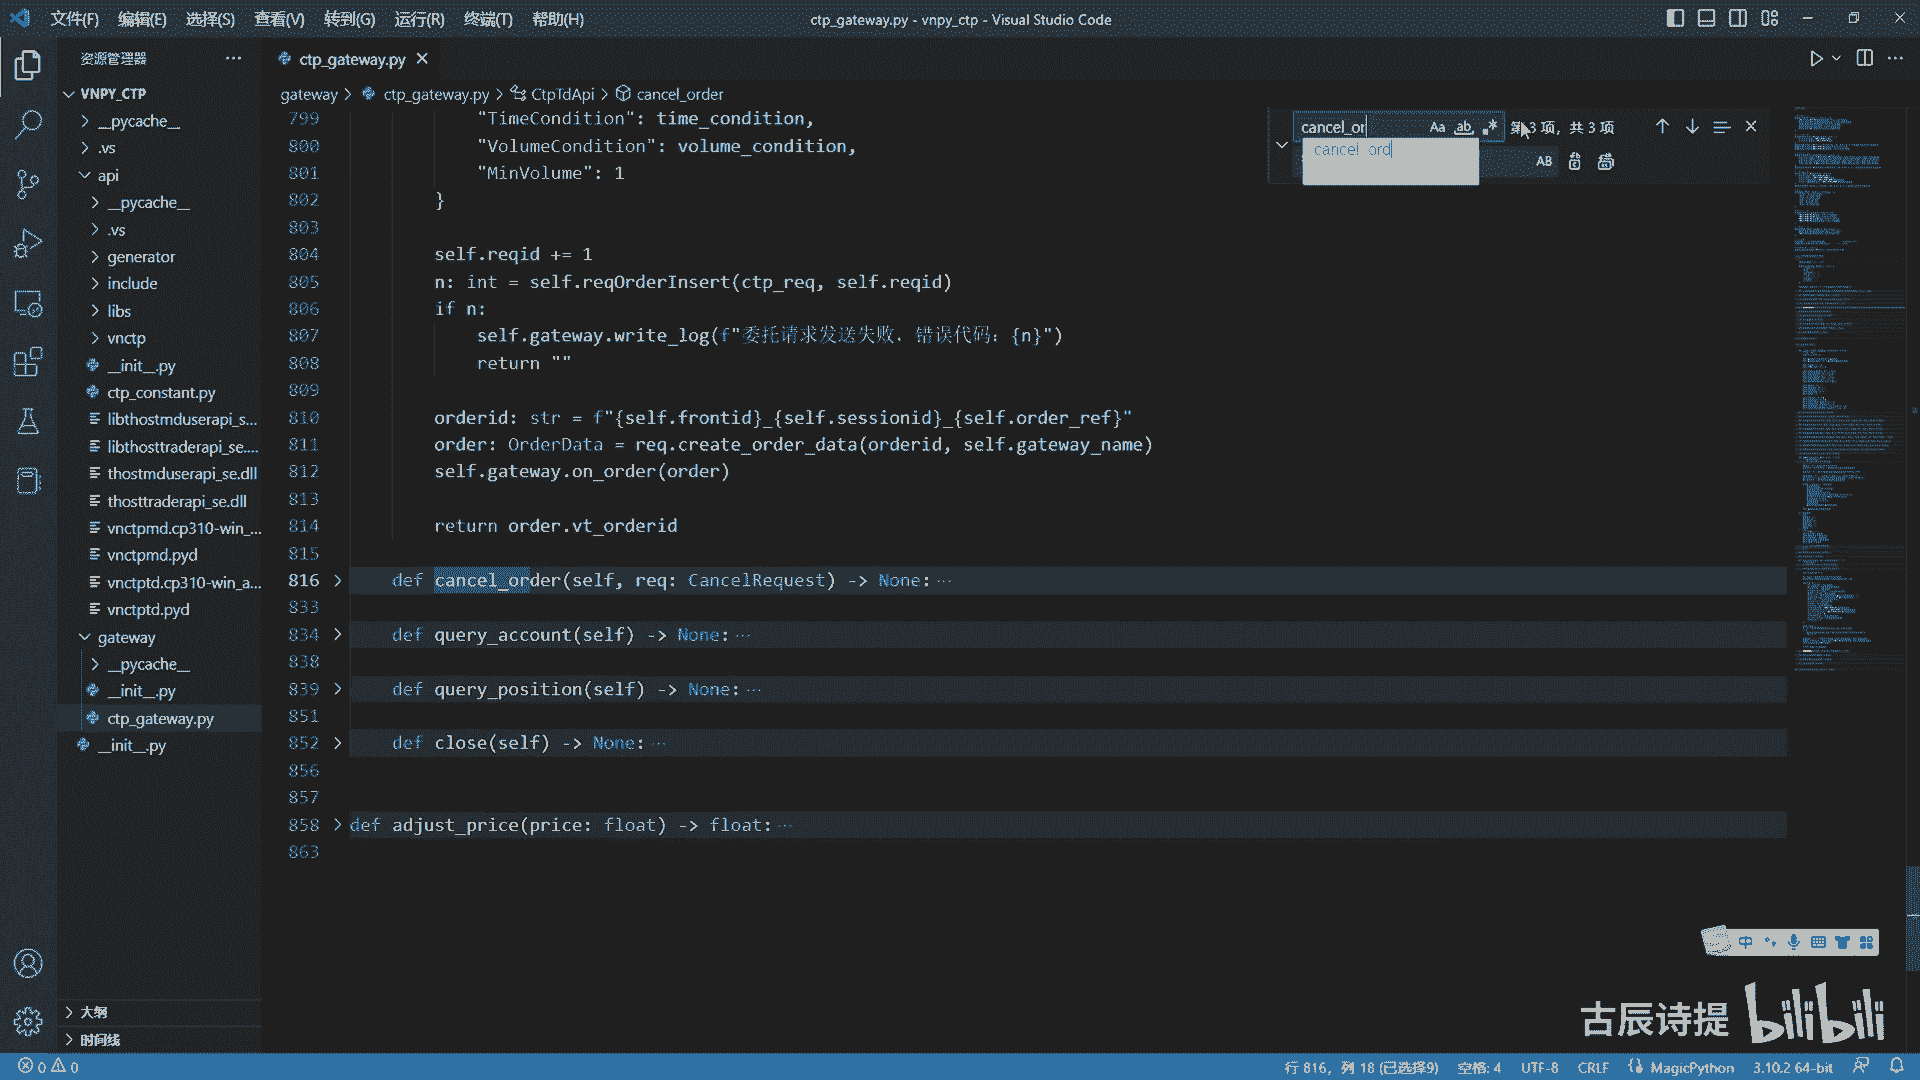 文件(F) 编辑(E) 选择(S) 查看(V) 转到(G) 运行(R) 终端(T) 帮助(H)
ctp_gateway.py - vnpy_ctp - Visual Studio Code
资源管理器
VNPY_CTP
__pycache__
.vs
api
__pycache__
.vs
generator
include
libs
vnctp
__init__.py
ctp_constant.py
libthostmduserapi_s...
libthosttraderapi_se....
thostmduserapi_se.dll
thosttraderapi_se.dll
vnctpmd.cp310-win_...
vnctpmd.pyd
vnctptd.cp310-win_a...
vnctptd.pyd
gateway
__pycache__
__init__.py
ctp_gateway.py
__init__.py
大纲
时间线
ctp_gateway.py
gateway > ctp_gateway.py > CtpTdApi > cancel_order
cancel_or
Aa ab .*
第 3 项, 共 3 项
cancel ord
AB
799 "TimeCondition": time_condition,
800 "VolumeCondition": volume_condition,
801 "MinVolume": 1
802 }
803
804 self.reqid += 1
805 n: int = self.reqOrderInsert(ctp_req, self.reqid)
806 if n:
807 self.gateway.write_log(f"委托请求发送失败，错误代码：{n}")
808 return ""
809
810 orderid: str = f"{self.frontid}_{self.sessionid}_{self.order_ref}"
811 order: OrderData = req.create_order_data(orderid, self.gateway_name)
812 self.gateway.on_order(order)
813
814 return order.vt_orderid
815
816 def cancel_order(self, req: CancelRequest) -> None:···
833
834 def query_account(self) -> None:···
838
839 def query_position(self) -> None:···
851
852 def close(self) -> None:···
856
857
858 def adjust_price(price: float) -> float:···
863
中
古辰诗提 bilibili
0 0
行 816, 列 18 (已选择9) 空格: 4 UTF-8 CRLF MagicPython 3.10.2 64-bit